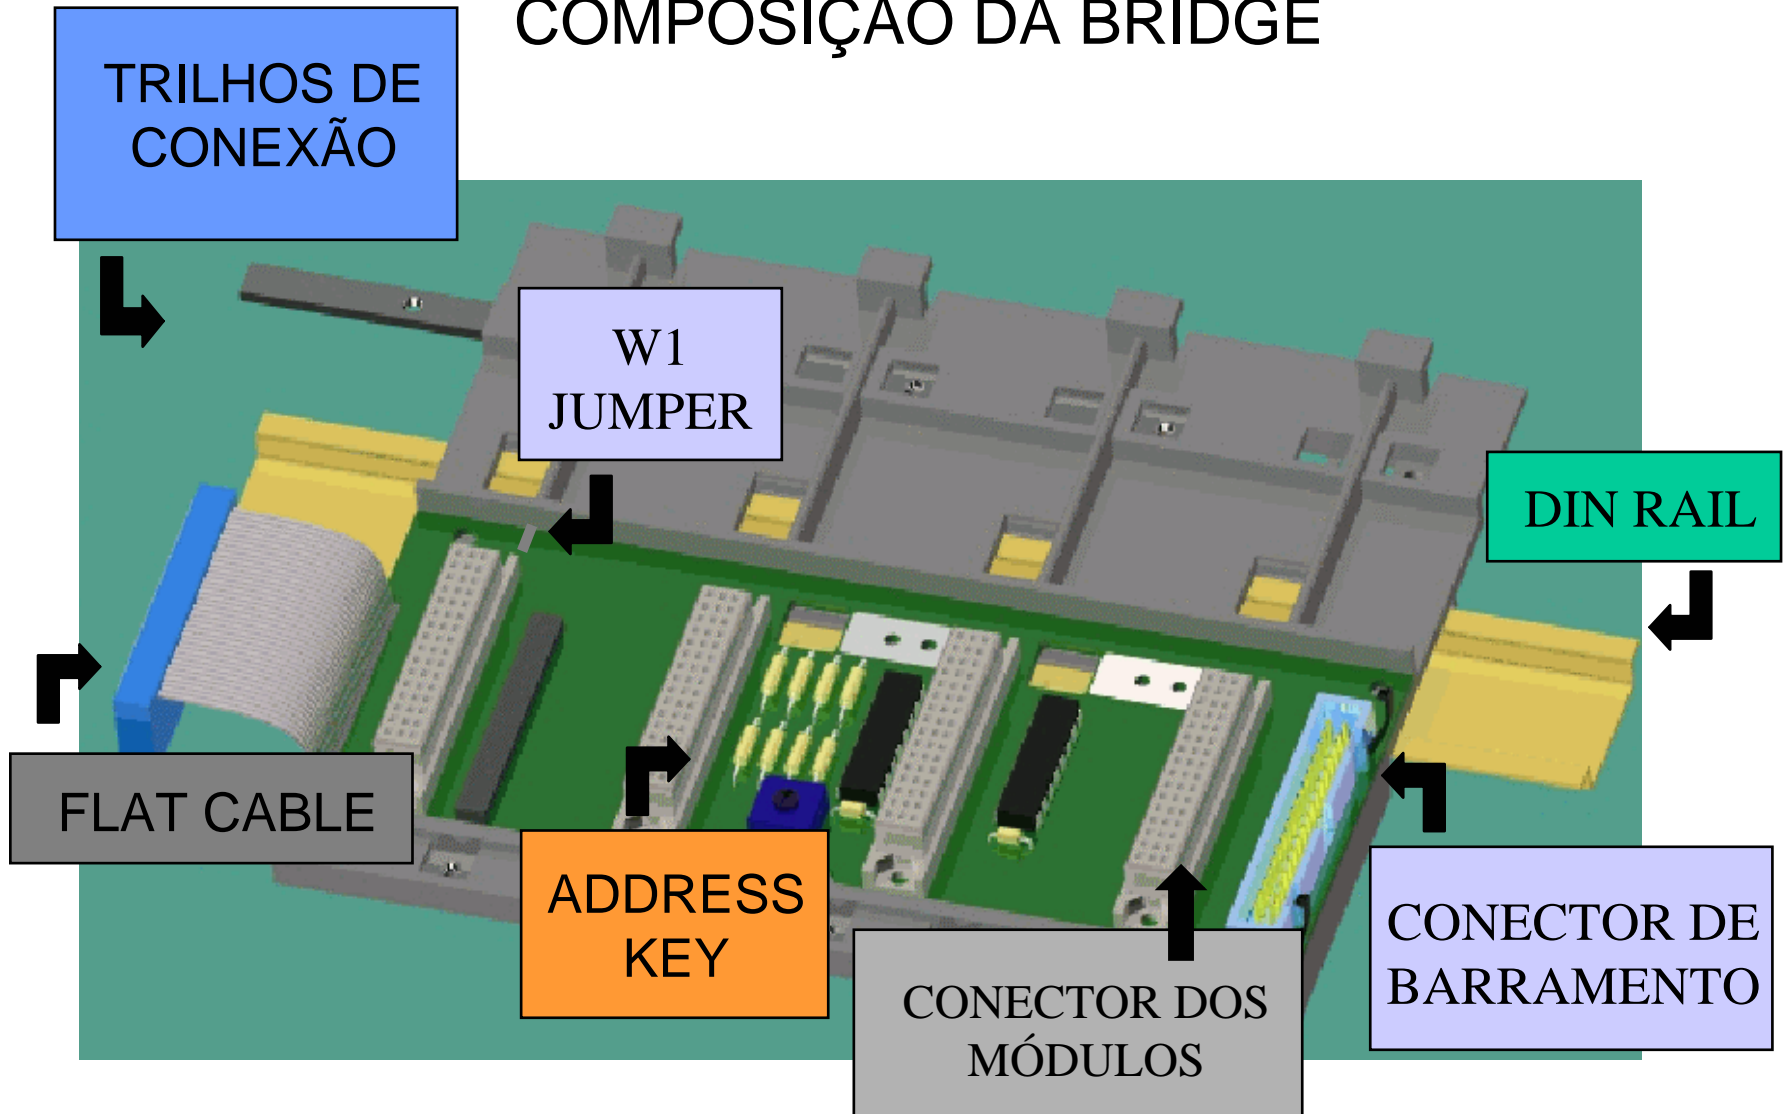 COMPOSIÇÃO DA BRIDGE
TRILHOS DE
CONEXÃO
W1
JUMPER
DIN RAIL
FLAT CABLE
ADDRESS
KEY
CONECTOR DOS
MÓDULOS
CONECTOR DE
BARRAMENTO